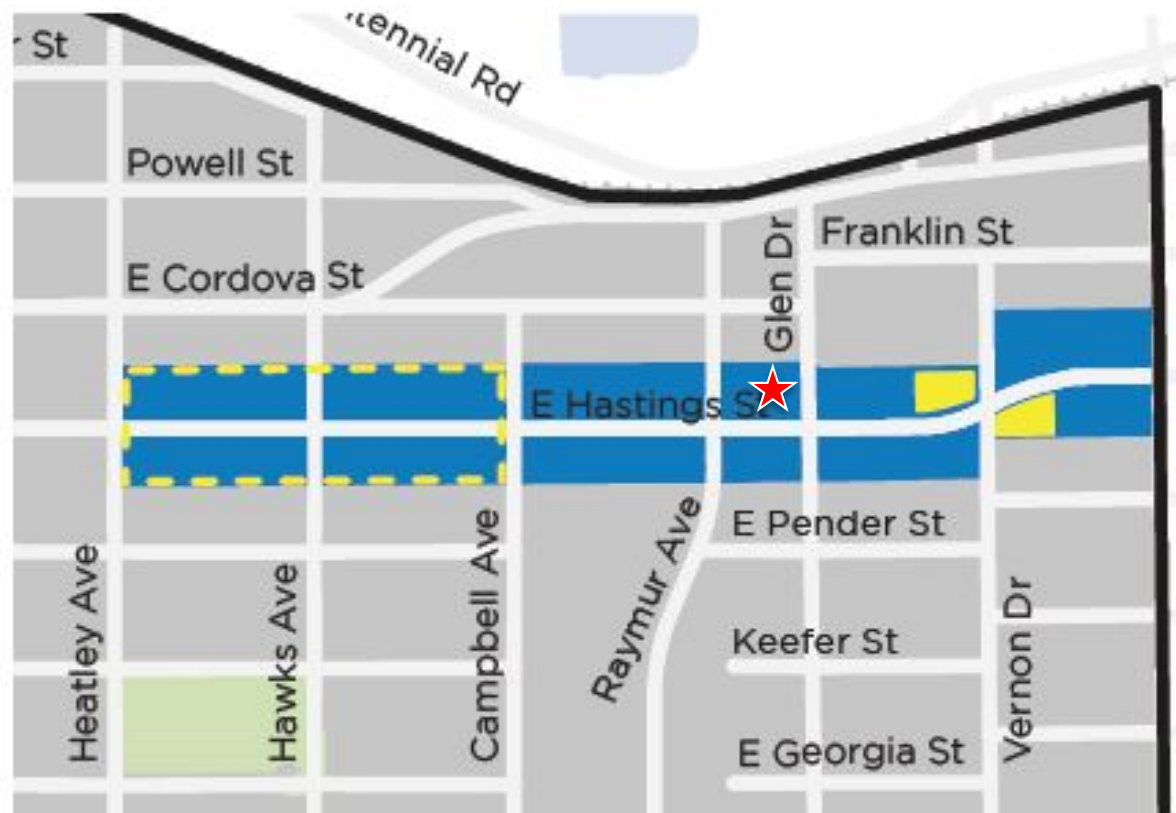 r St
tennial Rd
Powell St
Franklin St
Glen Dr
E Cordova St
E Hastings St
E Pender St
Heatley Ave
Hawks Ave
Campbell Ave
Raymur Ave
Keefer St
Vernon Dr
E Georgia St